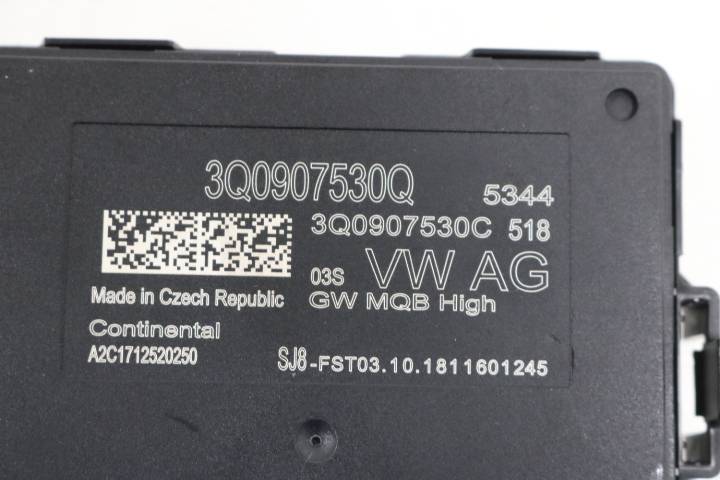 3Q0907530Q 5344
3Q0907530C 518
03S VW AG
Made in Czech Republic GW MQB High
Continental
A2C1712520250 SJ8-FST03.10.1811601245